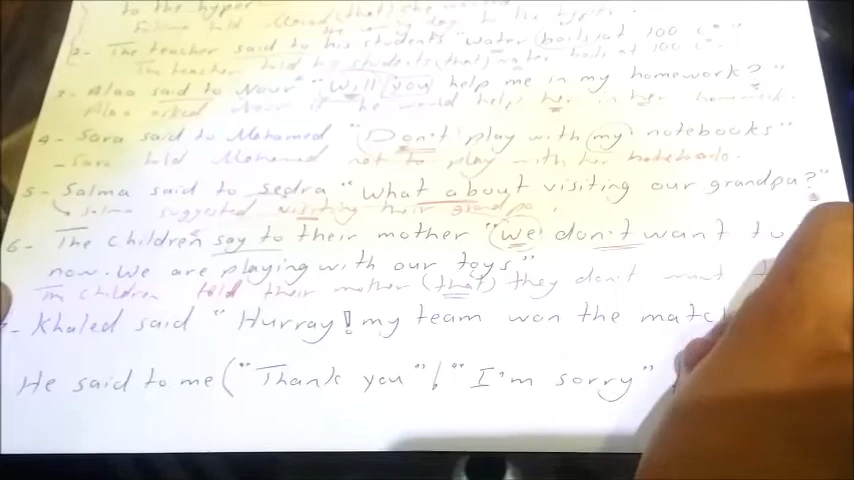 to the hyper
Salma told
2- The teacher said to his students "Water boils at 100 C°"
The teacher told his students (that) water boils at 100 C°.
3- Alaa said to Nour "Will you help me in my homework?"
Alaa asked Nour if he would help her in her homework.
4- Sara said to Mohamed "Don't play with my notebooks"
- Sara told Mohamed not to play with her notebooks.
5- Salma said to sedra "What about visiting our grandpa?"
Salma suggested visiting their grandpa.
6- The children say to their mother "We don't want to
now. We are playing with our toys"
The children told their mother (that) they don't want
- Khaled said "Hurray! my team won the match
He said to me ("Thank you" / "I'm sorry"